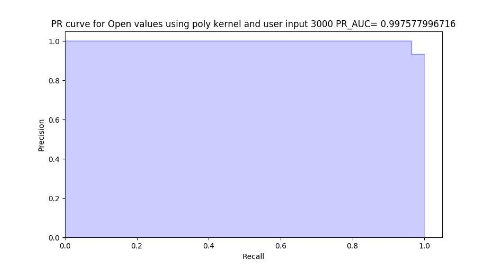 PR curve for Open values using poly kernel and user input 3000 PR_AUC= 0.997577996716
1.0
0.8
0.6
0.4
0.2
0.0
Precision
0.0 0.2 0.4 0.6 0.8 1.0
Recall